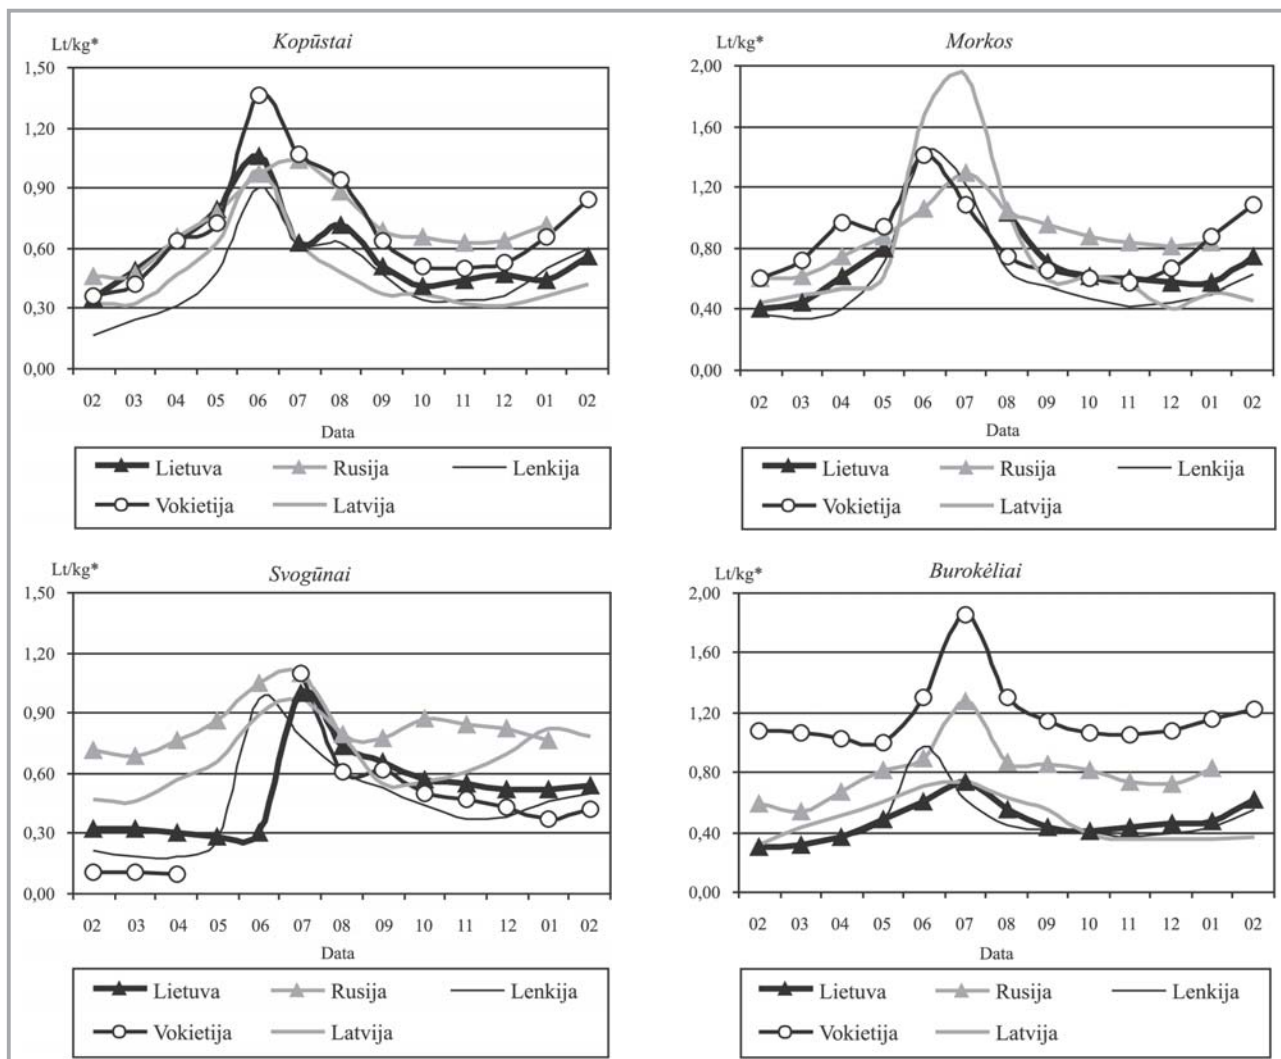 Lt/kg*
Kopūstai
1,50
1,20
0,90
0,60
0,30
0,00
02 03 04 05 06 07 08 09 10 11 12 01 02
Data
Lietuva Rusija Lenkija
Vokietija Latvija
Lt/kg*
Morkos
2,00
1,60
1,20
0,80
0,40
0,00
02 03 04 05 06 07 08 09 10 11 12 01 02
Data
Lietuva Rusija Lenkija
Vokietija Latvija
Lt/kg*
Svogūnai
1,50
1,20
0,90
0,60
0,30
0,00
02 03 04 05 06 07 08 09 10 11 12 01 02
Data
Lietuva Rusija Lenkija
Vokietija Latvija
Lt/kg*
Burokėliai
2,00
1,60
1,20
0,80
0,40
0,00
02 03 04 05 06 07 08 09 10 11 12 01 02
Data
Lietuva Rusija Lenkija
Vokietija Latvija